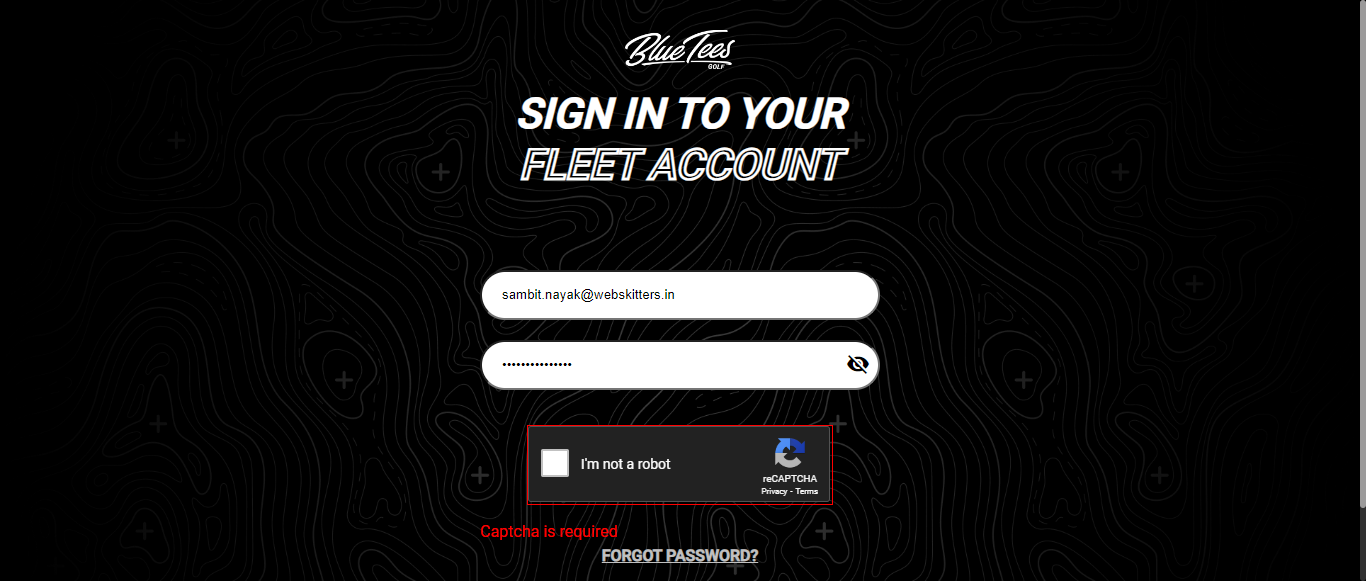 Blue Tees
GOLF
SIGN IN TO YOUR
FLEET ACCOUNT
sambit.nayak@webskitters.in
•••••••••••••••
I'm not a robot
reCAPTCHA
Privacy - Terms
Captcha is required
FORGOT PASSWORD?